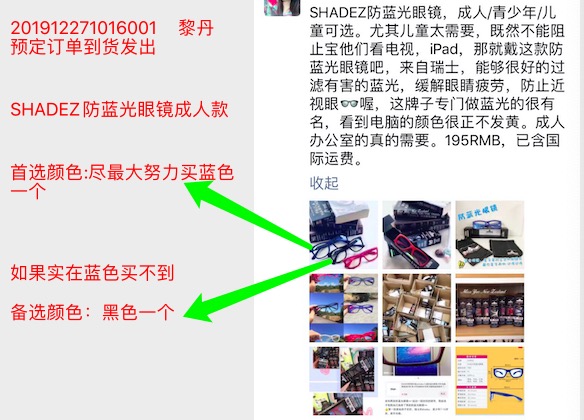 201912271016001 黎丹
预定订单到货发出
SHADEZ防蓝光眼镜成人款
首选颜色:尽最大努力买蓝色
一个
如果实在蓝色买不到
备选颜色：黑色一个
SHADEZ防蓝光眼镜，成人/青少年/儿
童可选。尤其儿童太需要，既然不能阻
止宝他们看电视，iPad，那就戴这款防
蓝光眼镜吧，来自瑞士，能够很好的过
滤有害的蓝光，缓解眼睛疲劳，防止近
视眼👓喔，这牌子专门做蓝光的很有
名，看到电脑的颜色很正不发黄。成人
办公室的真的需要。195RMB，已含国
际运费。
收起
防蓝光眼镜